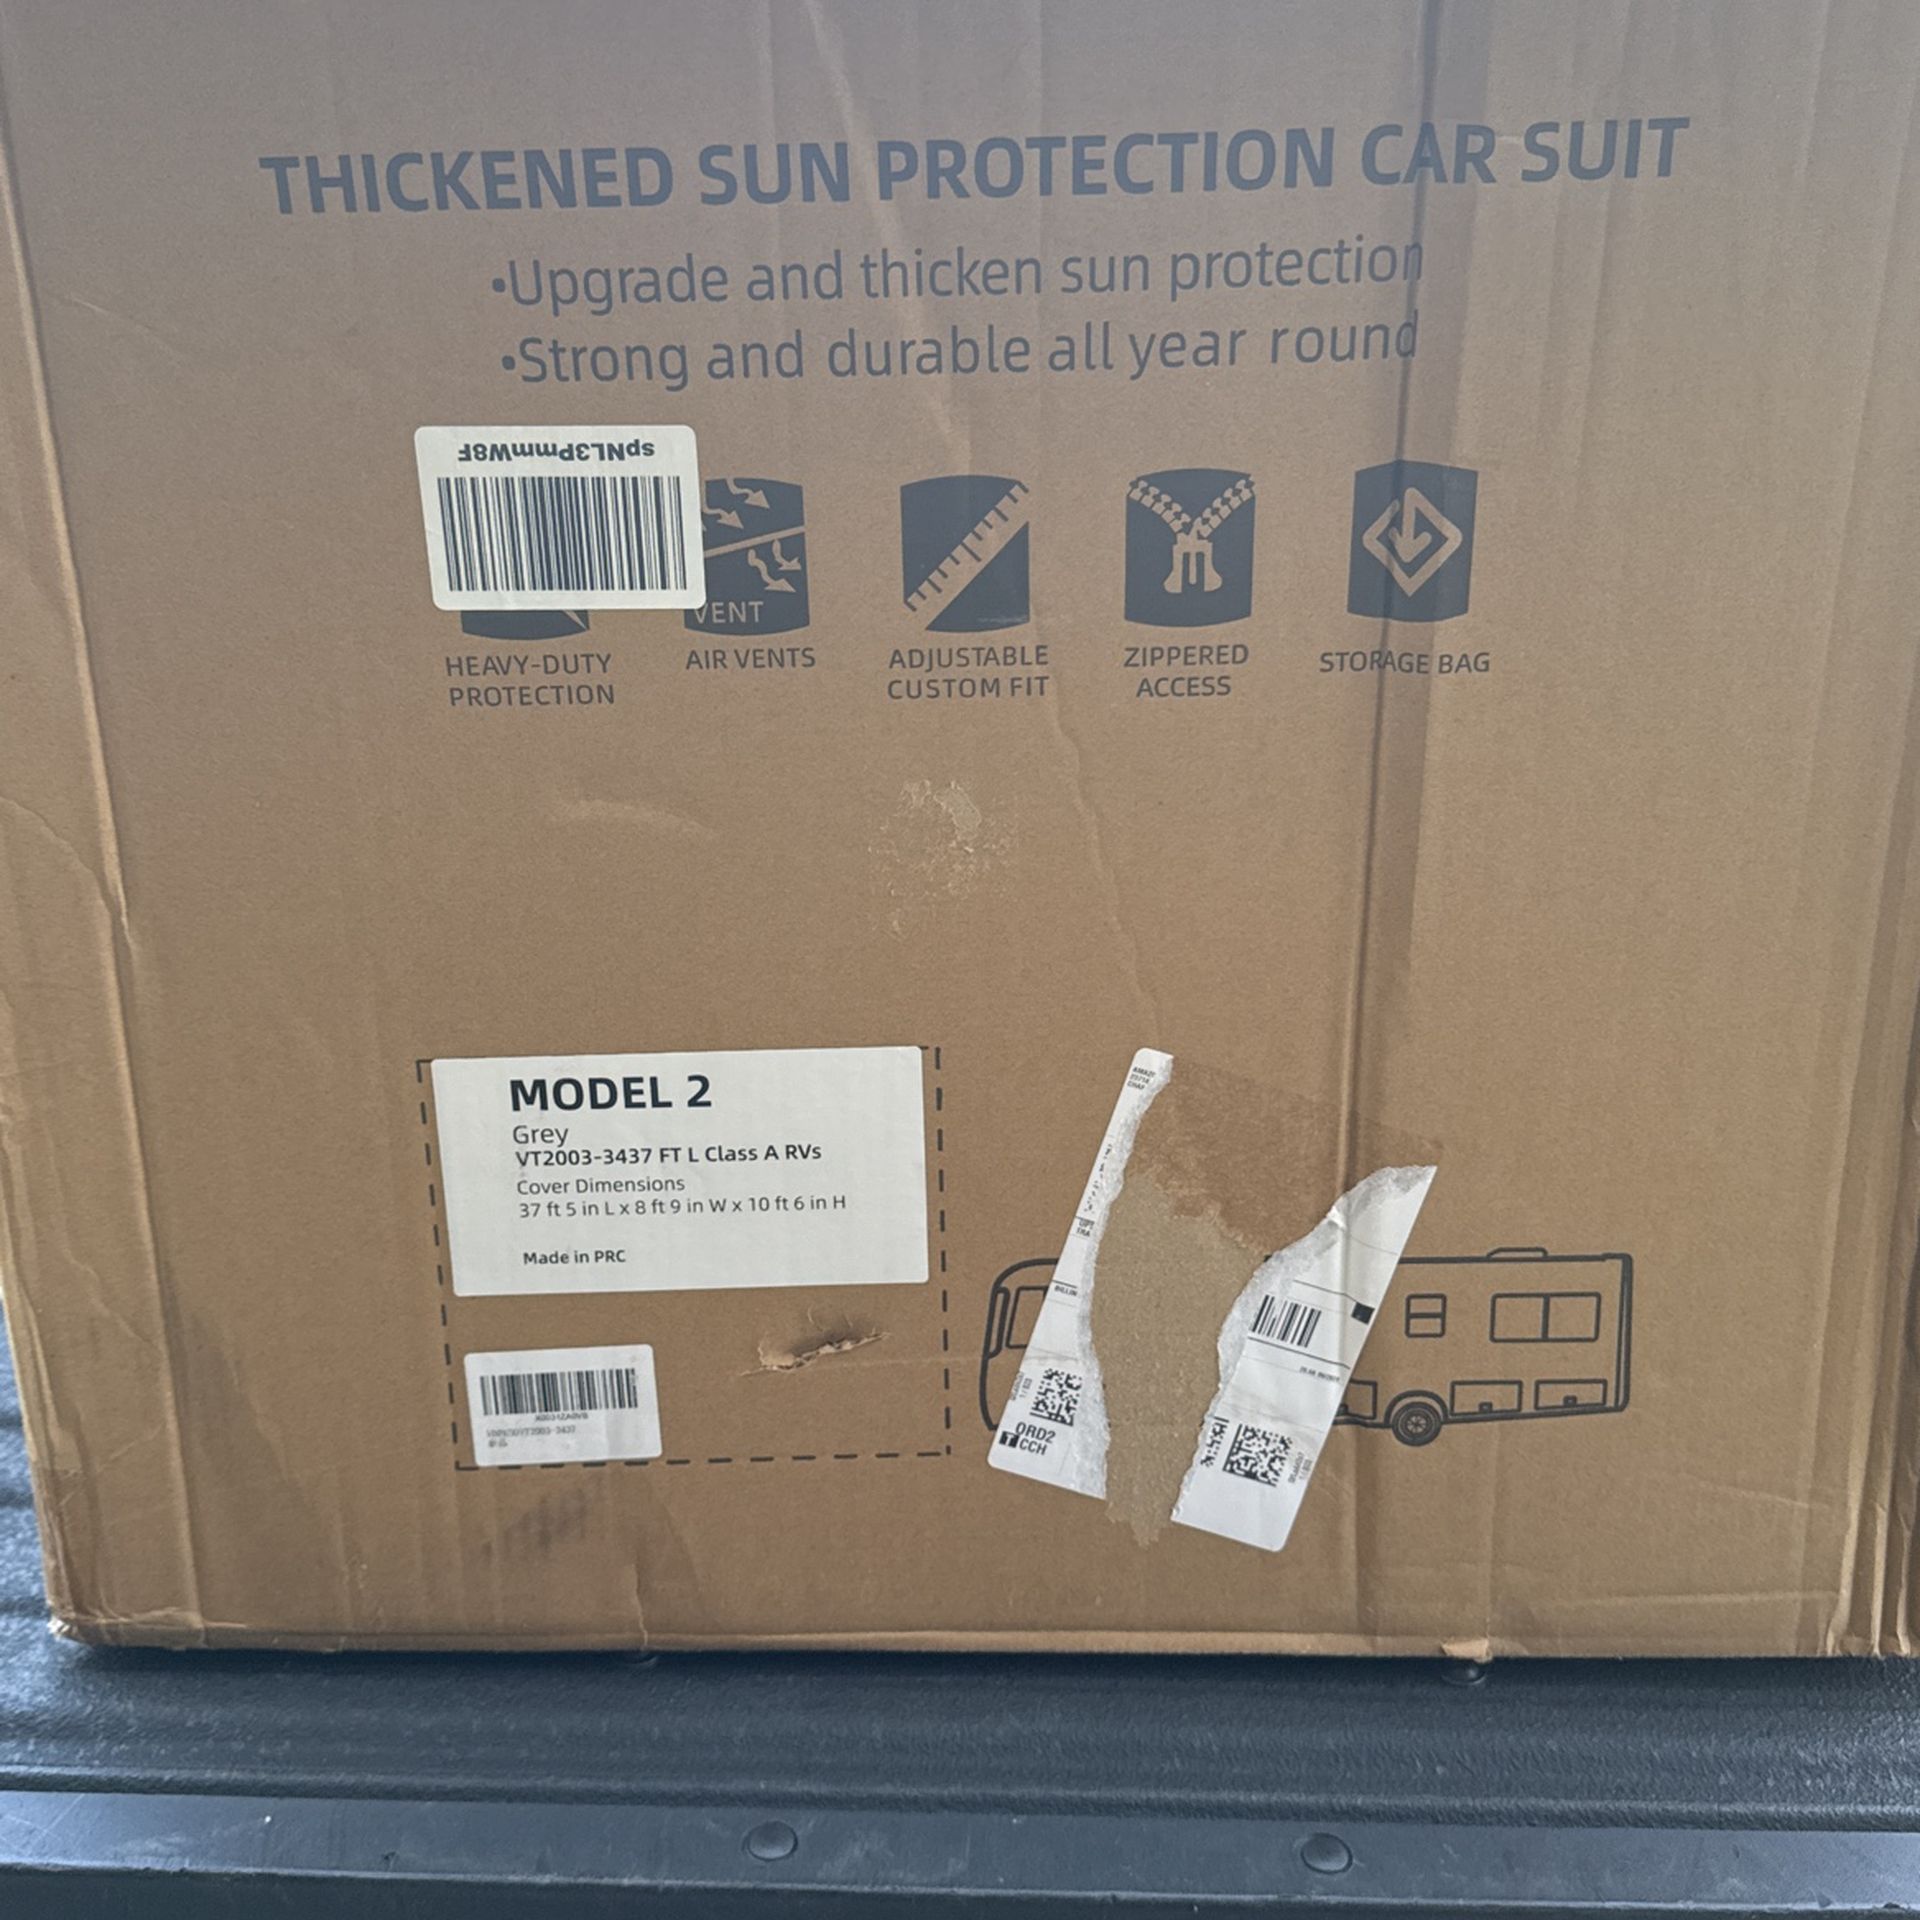 THICKENED SUN PROTECTION CAR SUIT
•Upgrade and thicken sun protection
•Strong and durable all year round
spNL3PmmW8F
VENT
HEAVY-DUTY
PROTECTION
AIR VENTS
ADJUSTABLE
CUSTOM FIT
ZIPPERED
ACCESS
STORAGE BAG
MODEL 2
Grey
VT2003-3437 FT L Class A RVs
Cover Dimensions
37 ft 5 in L x 8 ft 9 in W x 10 ft 6 in H
Made in PRC
ORD2
T CCH